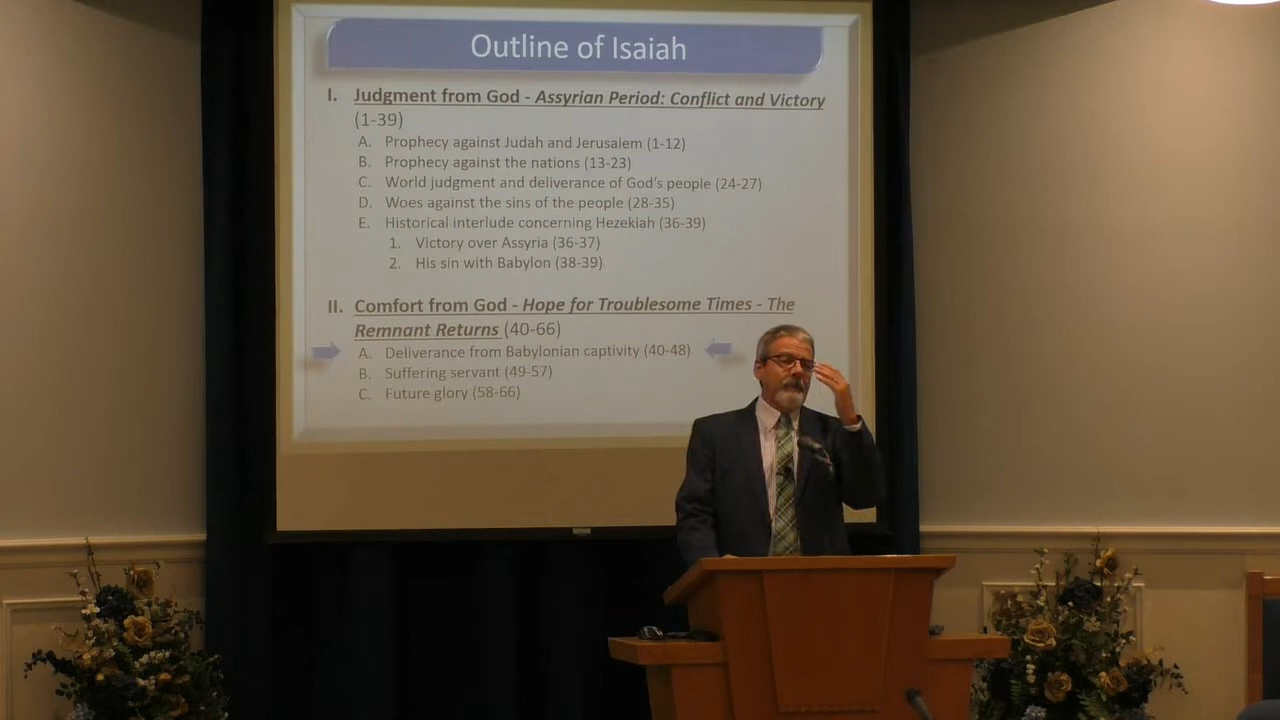 Outline of Isaiah
I. Judgment from God - Assyrian Period: Conflict and Victory
(1-39)
A. Prophecy against Judah and Jerusalem (1-12)
B. Prophecy against the nations (13-23)
C. World judgment and deliverance of God's people (24-27)
D. Woes against the sins of the people (28-35)
E. Historical interlude concerning Hezekiah (36-39)
1. Victory over Assyria (36-37)
2. His sin with Babylon (38-39)
II. Comfort from God - Hope for Troublesome Times - The
Remnant Returns (40-66)
A. Deliverance from Babylonian captivity (40-48)
B. Suffering servant (49-57)
C. Future glory (58-66)